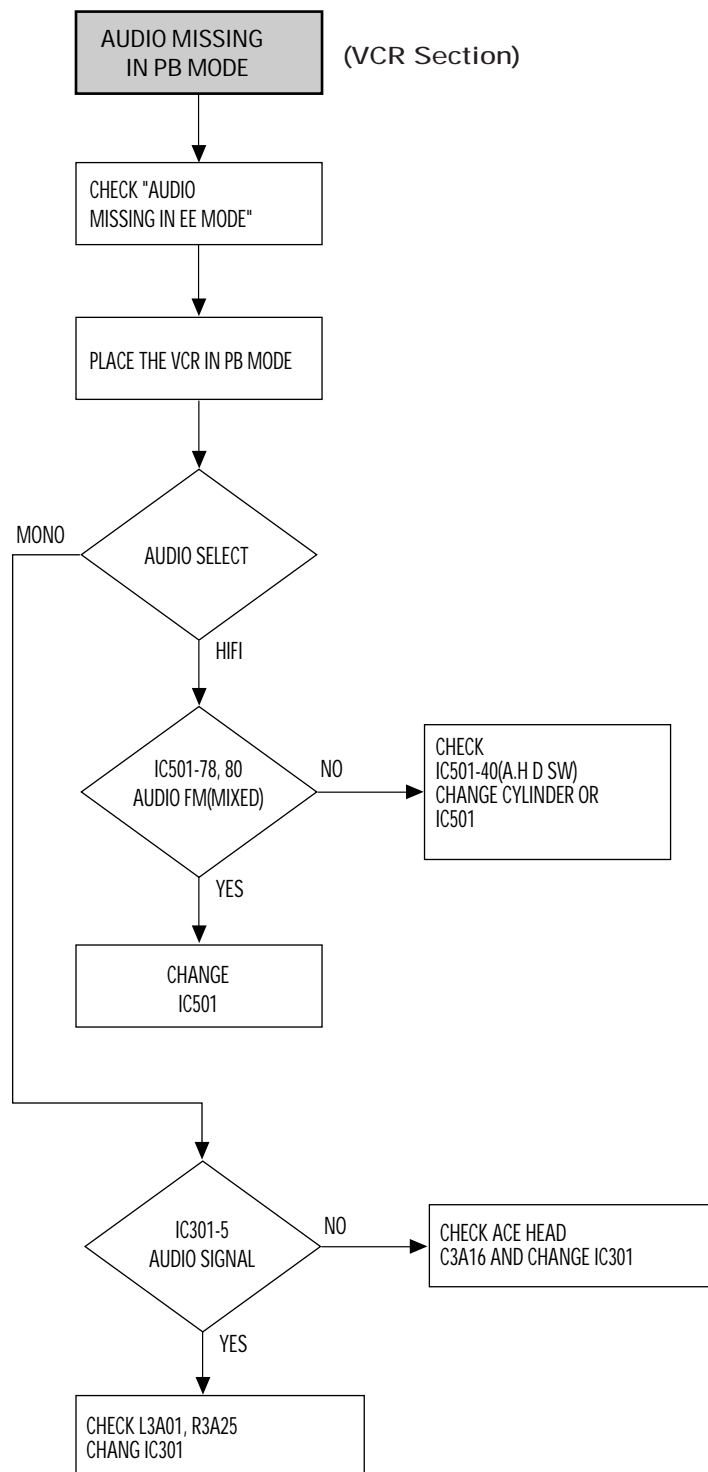 AUDIO MISSING
IN PB MODE
(VCR Section)
CHECK "AUDIO
MISSING IN EE MODE"
PLACE THE VCR IN PB MODE
AUDIO SELECT
MONO
HIFI
IC501-78, 80
AUDIO FM(MIXED)
NO
CHECK
IC501-40(A.H D SW)
CHANGE CYLINDER OR
IC501
YES
CHANGE
IC501
IC301-5
AUDIO SIGNAL
NO
CHECK ACE HEAD
C3A16 AND CHANGE IC301
YES
CHECK L3A01, R3A25
CHANG IC301